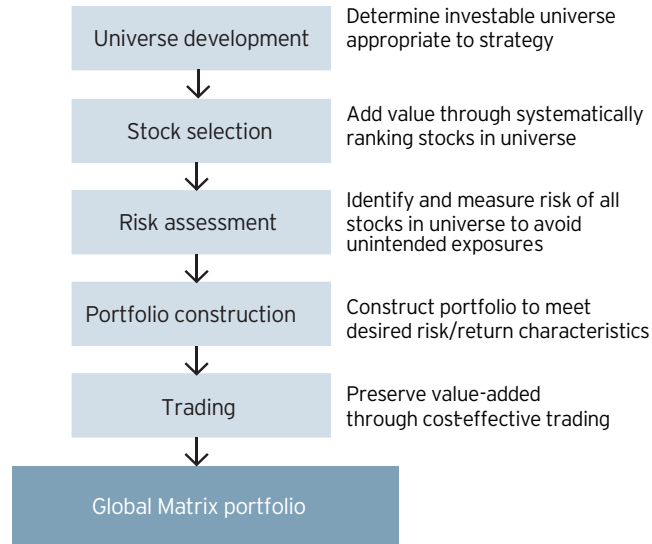 Universe development
Determine investable universe
appropriate to strategy
Stock selection
Add value through systematically
ranking stocks in universe
Risk assessment
Identify and measure risk of all
stocks in universe to avoid
unintended exposures
Portfolio construction
Construct portfolio to meet
desired risk/return characteristics
Trading
Preserve value-added
through cost-effective trading
Global Matrix portfolio